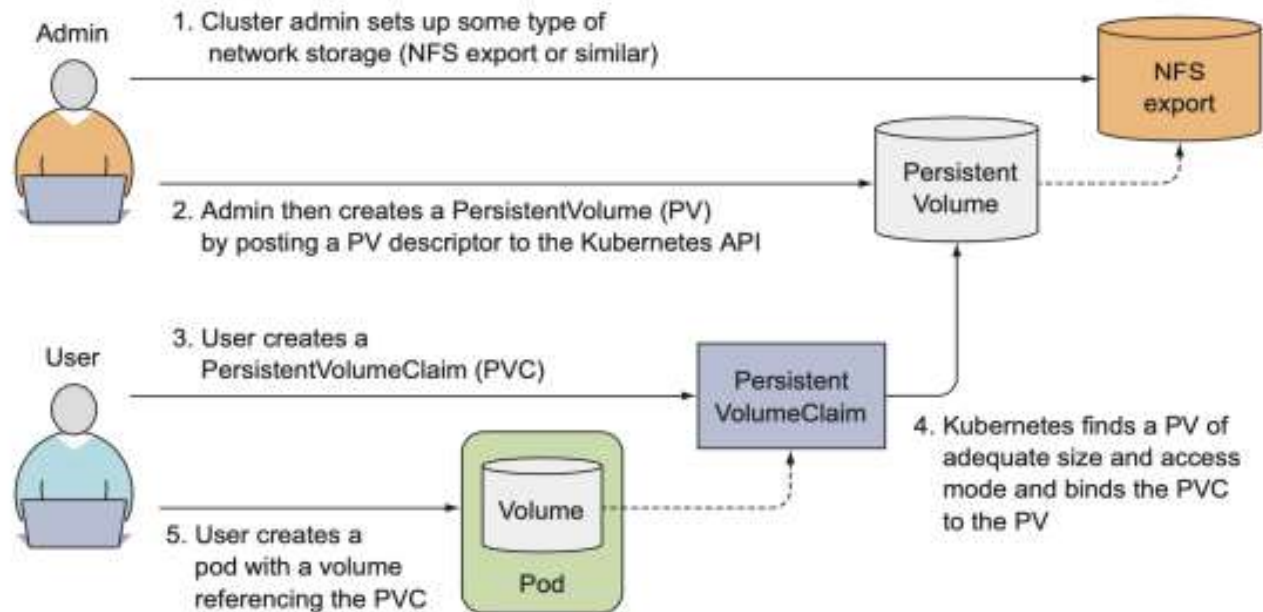 Admin
1. Cluster admin sets up some type of
network storage (NFS export or similar)
NFS
export
Persistent
Volume
2. Admin then creates a PersistentVolume (PV)
by posting a PV descriptor to the Kubernetes API
User
3. User creates a
PersistentVolumeClaim (PVC)
Persistent
VolumeClaim
4. Kubernetes finds a PV of
adequate size and access
mode and binds the PVC
to the PV
Volume
Pod
5. User creates a
pod with a volume
referencing the PVC